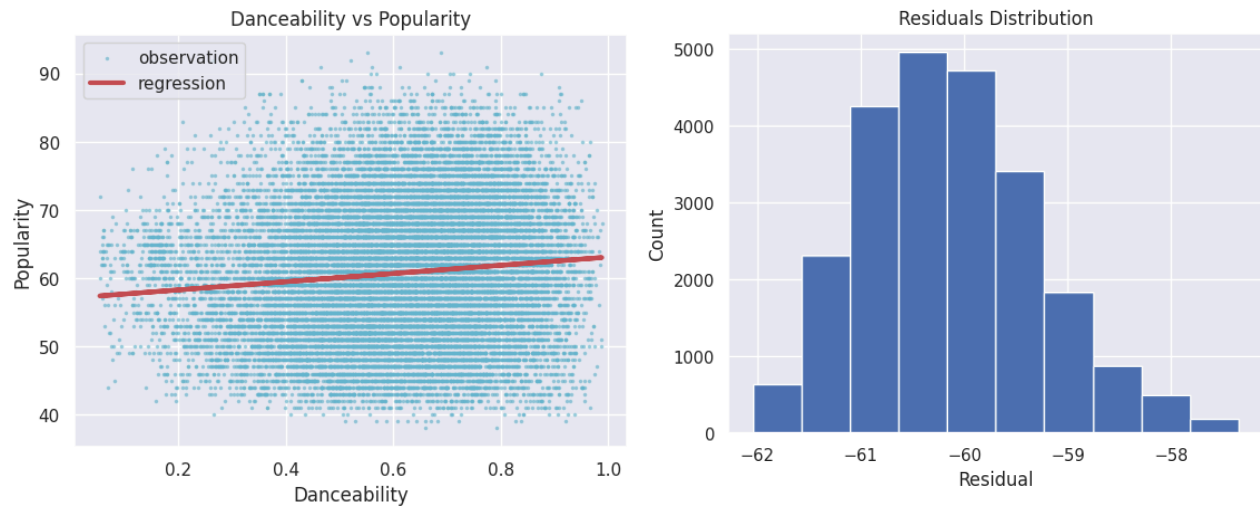 Danceability vs Popularity
observation
regression
90
80
70
60
50
40
Popularity
0.2
0.4
0.6
0.8
1.0
Danceability
Residuals Distribution
5000
4000
3000
2000
1000
0
Count
−62
−61
−60
−59
−58
Residual